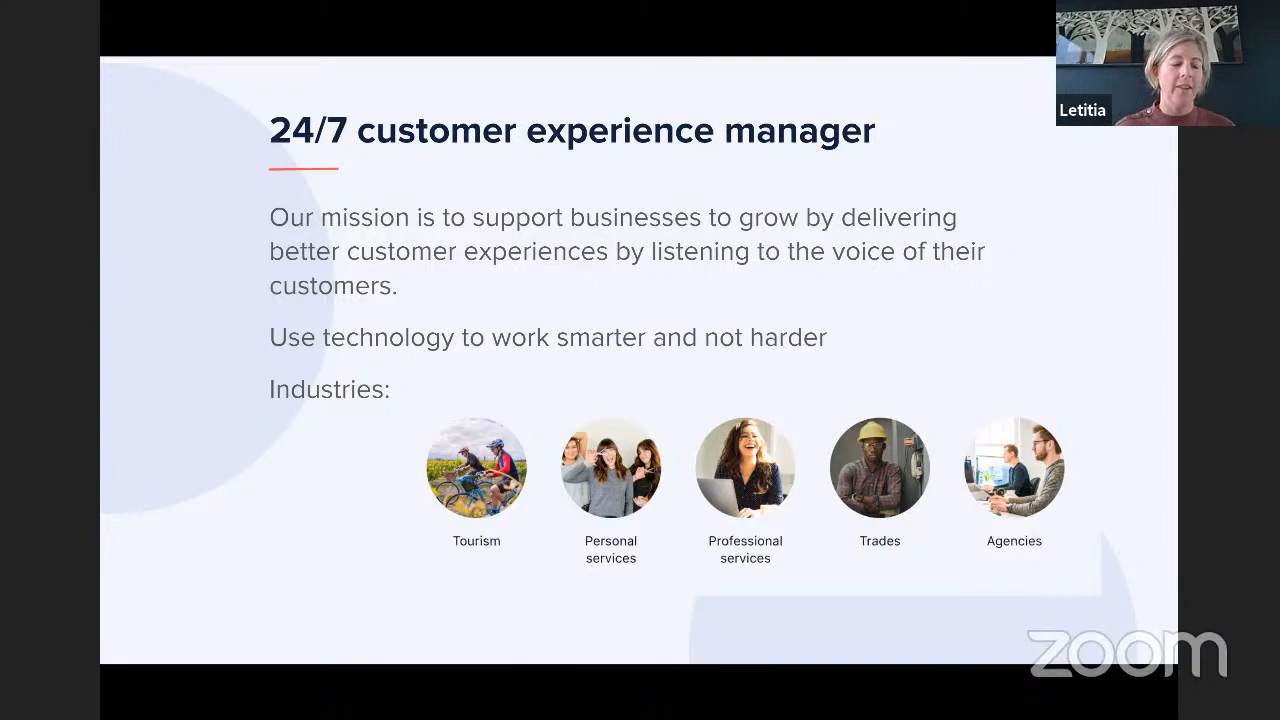 24/7 customer experience manager
Letitia
Our mission is to support businesses to grow by delivering
better customer experiences by listening to the voice of their
customers.
Use technology to work smarter and not harder
Industries:
Tourism
Personal
services
Professional
services
Trades
Agencies
zoom